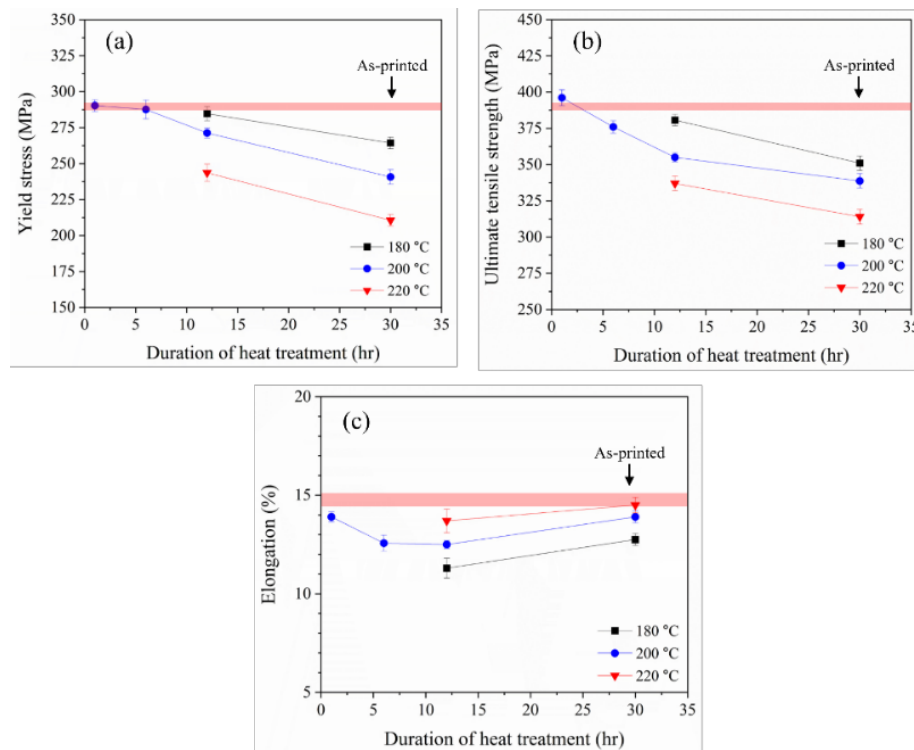 (a)
As-printed
Yield stress (MPa)
350
325
300
275
250
225
200
175
150
0 5 10 15 20 25 30 35
Duration of heat treatment (hr)
180 °C
200 °C
220 °C
(b)
As-printed
Ultimate tensile strength (MPa)
450
425
400
375
350
325
300
275
250
0 5 10 15 20 25 30 35
Duration of heat treatment (hr)
180 °C
200 °C
220 °C
(c)
As-printed
Elongation (%)
20
15
10
5
0 5 10 15 20 25 30 35
Duration of heat treatment (hr)
180 °C
200 °C
220 °C